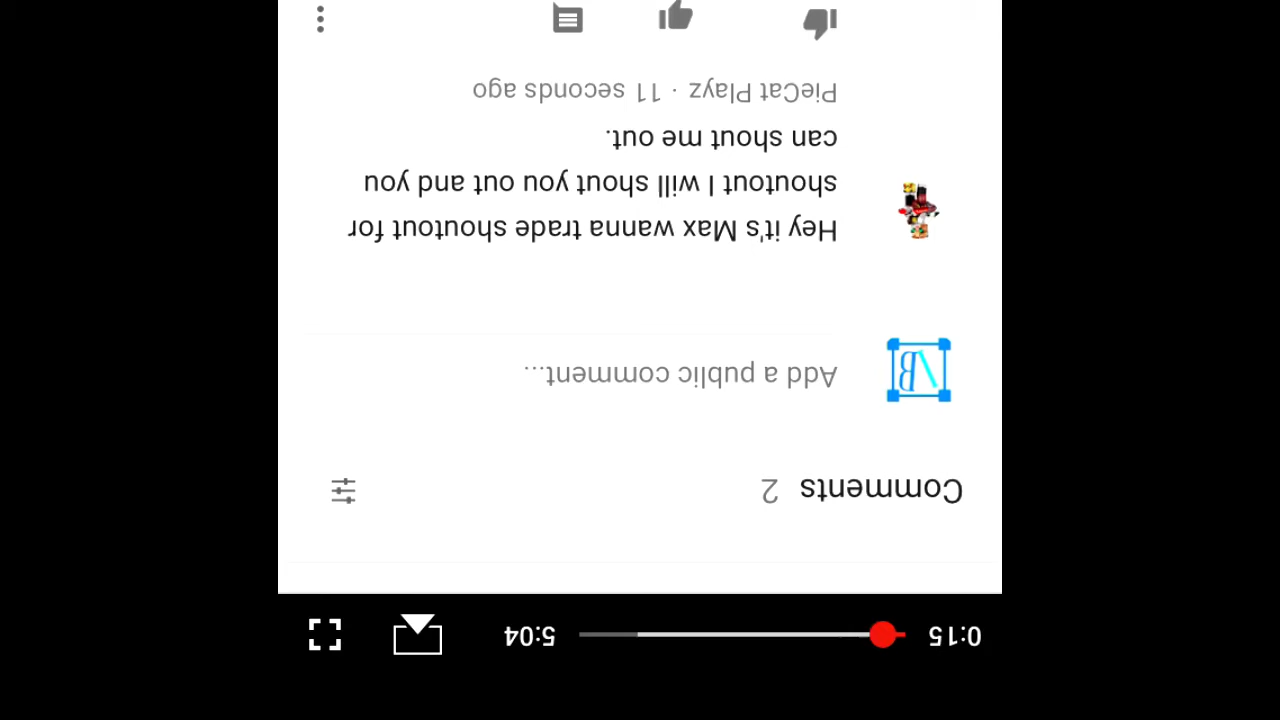 0:15 5:04
Comments 2
Add a public comment...
Hey it's Max wanna trade shoutout for
shoutout I will shout you out and you
can shout me out.
PieCat Playz · 11 seconds ago